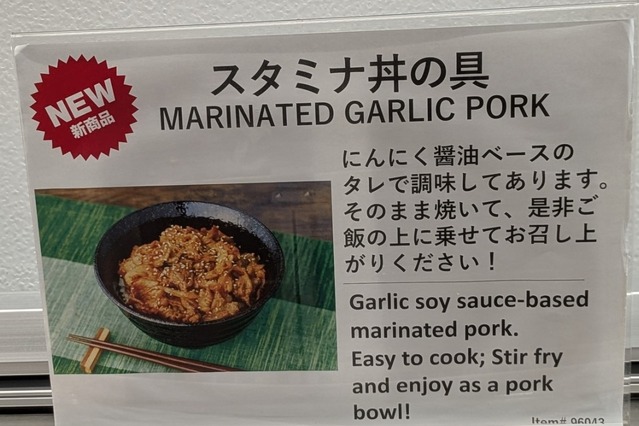 スタミナ丼の具
MARINATED GARLIC PORK
NEW
新商品
にんにく醤油ベースの
タレで調味してあります。
そのまま焼いて、是非ご
飯の上に乗せてお召し上
がりください！
Garlic soy sauce-based
marinated pork.
Easy to cook; Stir fry
and enjoy as a pork
bowl!
Item# 96043